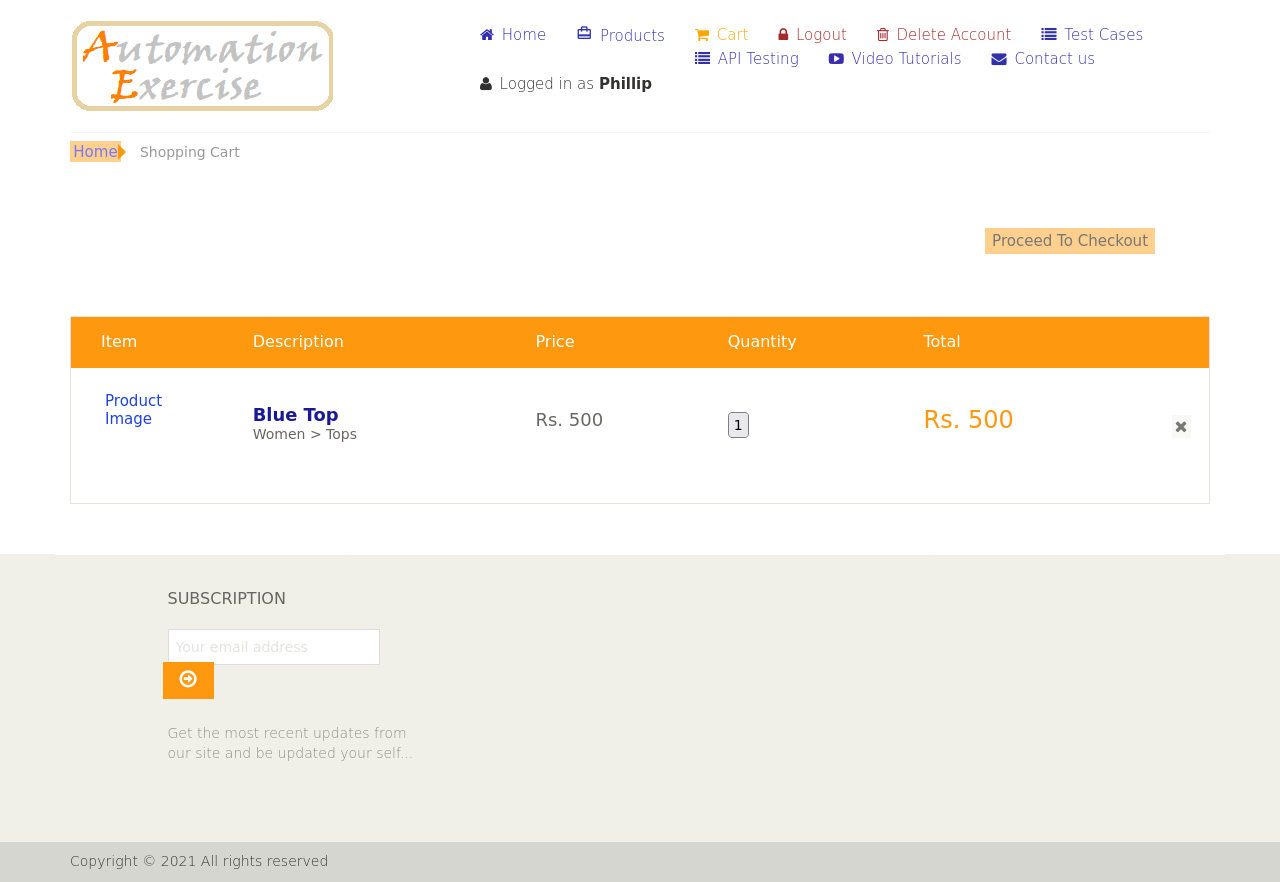 Automation
Exercise
Home
Products
Cart
Logout
Delete Account
Test Cases
API Testing
Video Tutorials
Contact us
Logged in as Phillip
Home
Shopping Cart
Proceed To Checkout
Item Description Price Quantity Total
Product
Image
Blue Top
Women > Tops
Rs. 500
1
Rs. 500
SUBSCRIPTION
Your email address
Get the most recent updates from
our site and be updated your self...
Copyright © 2021 All rights reserved